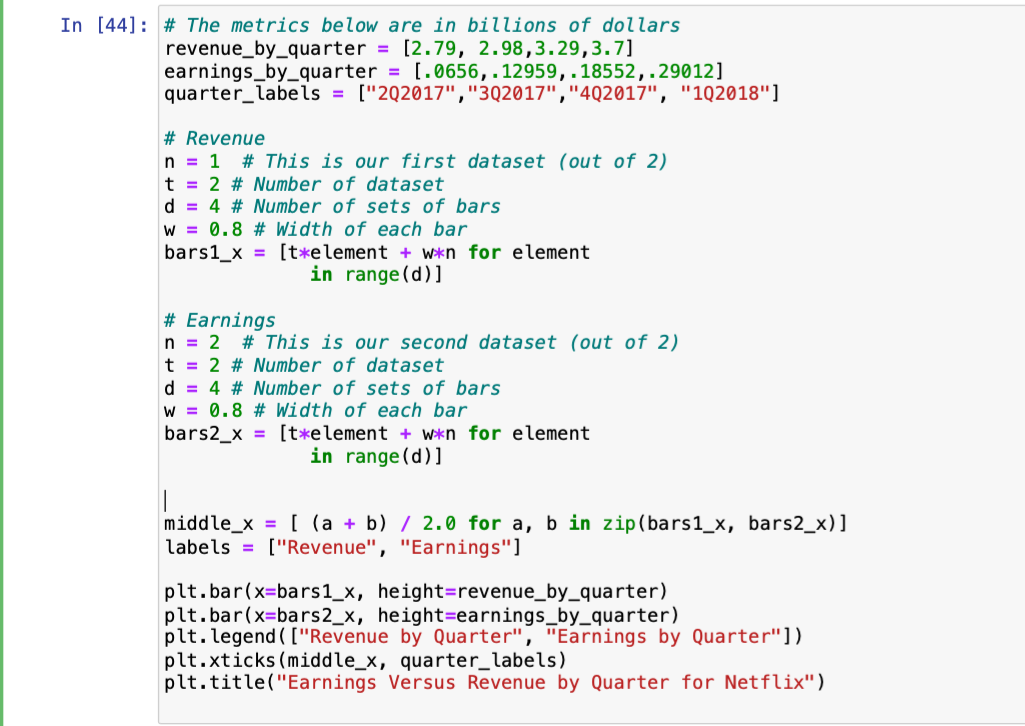 In [44]: # The metrics below are in billions of dollars
revenue_by_quarter = [2.79, 2.98,3.29,3.7]
earnings_by_quarter = [.0656,.12959,.18552,.29012]
quarter_labels = ["2Q2017","3Q2017","4Q2017", "1Q2018"]
# Revenue
n = 1  # This is our first dataset (out of 2)
t = 2 # Number of dataset
d = 4 # Number of sets of bars
w = 0.8 # Width of each bar
bars1_x = [t*element + w*n for element
             in range(d)]
# Earnings
n = 2  # This is our second dataset (out of 2)
t = 2 # Number of dataset
d = 4 # Number of sets of bars
w = 0.8 # Width of each bar
bars2_x = [t*element + w*n for element
             in range(d)]
middle_x = [ (a + b) / 2.0 for a, b in zip(bars1_x, bars2_x)]
labels = ["Revenue", "Earnings"]
plt.bar(x=bars1_x, height=revenue_by_quarter)
plt.bar(x=bars2_x, height=earnings_by_quarter)
plt.legend(["Revenue by Quarter", "Earnings by Quarter"])
plt.xticks(middle_x, quarter_labels)
plt.title("Earnings Versus Revenue by Quarter for Netflix")